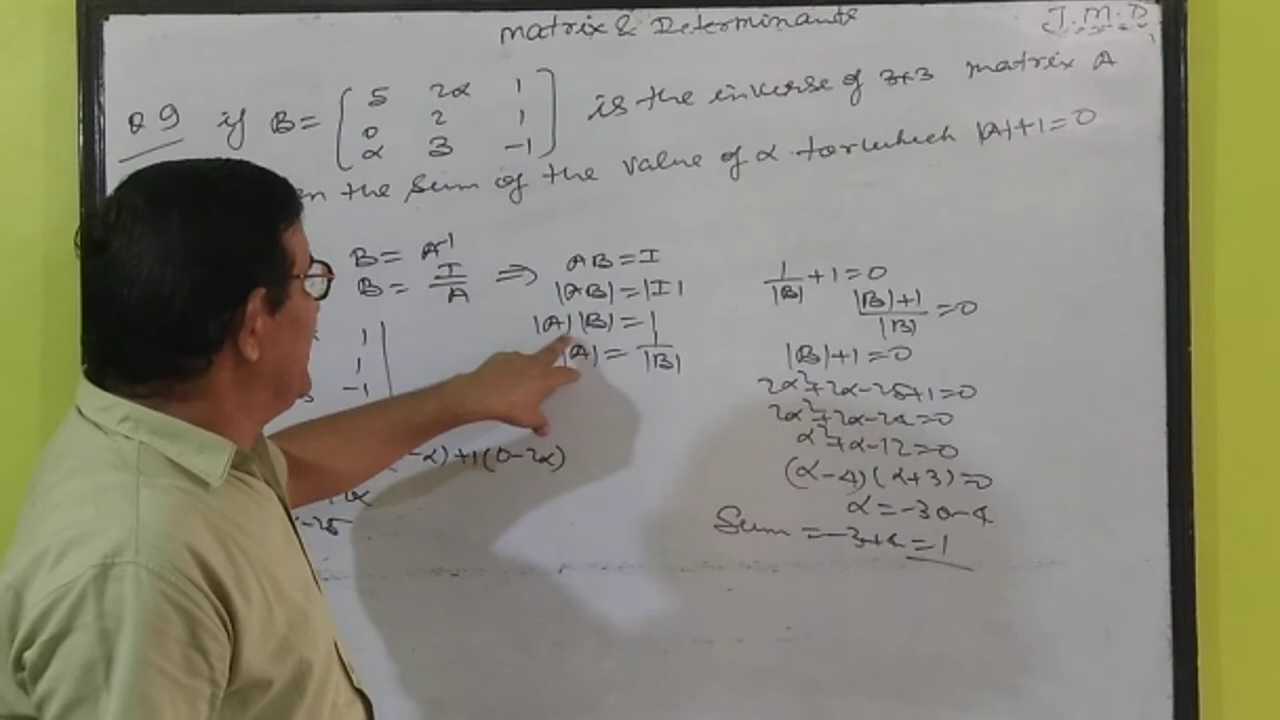 matrix & Determinants
J.M.D
Q 9 if B= [ 5 2α 1
0 2 1
α 3 -1 ] is the inverse of 3×3 matrix A
the sum of the value of α for which |A|+1=0
B= A⁻¹
B= I/A ⇒ AB=I
|AB|=|I|
|A||B|=1
|A|= 1/|B|
1
1
-1
-α)+1(0-2α)
-25
1/|B| +1=0
|B|+1/|B| =0
|B|+1=0
2α²+2α-25+1=0
2α²+2α-24=0
α²+α-12=0
(α-4)(α+3)=0
α=-3 or 4
Sum =-3+4=1